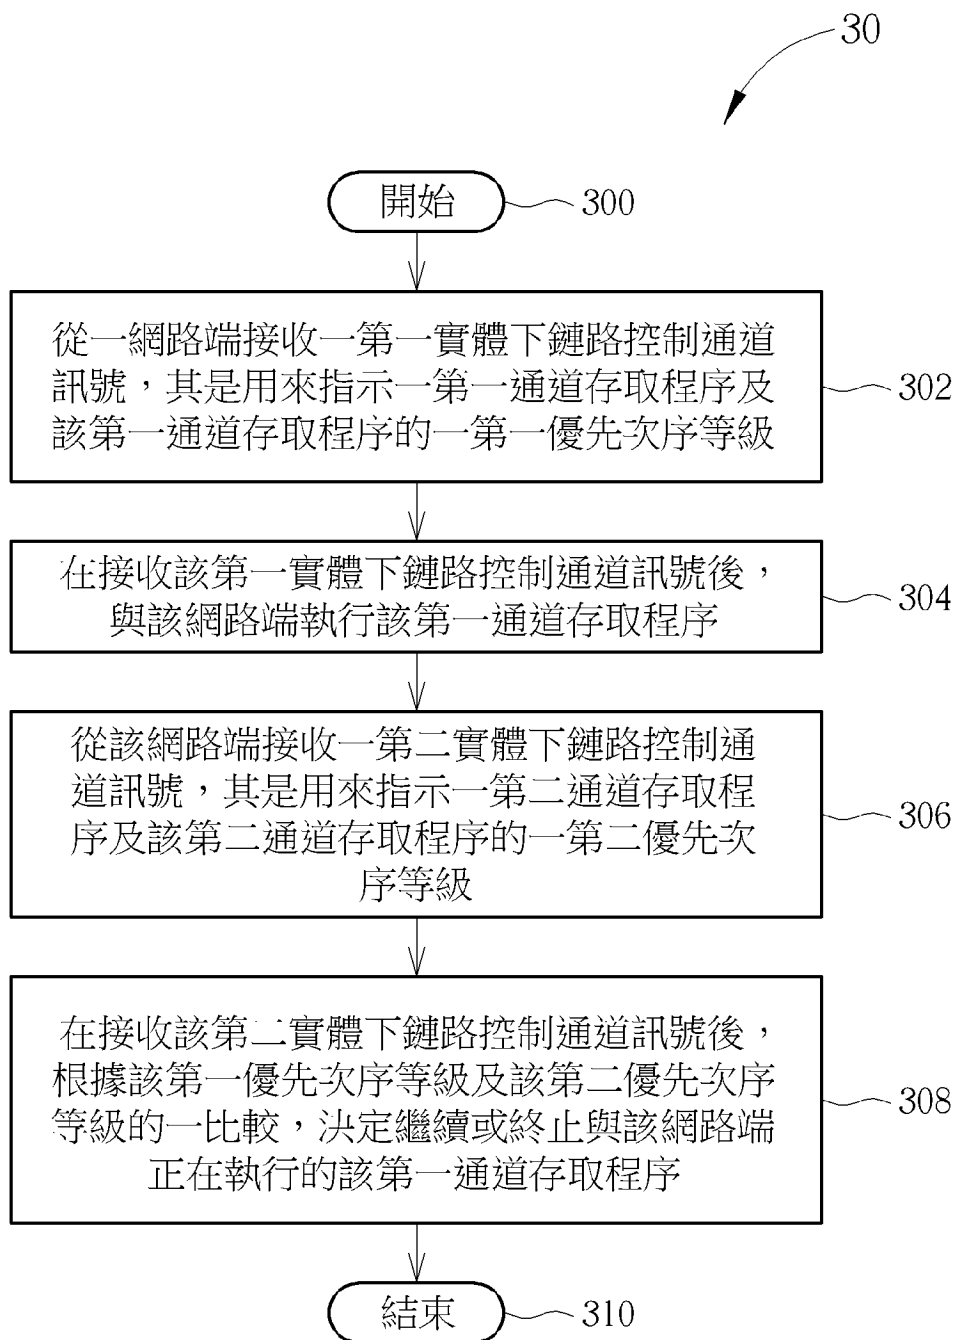 30
開始
300
從一網路端接收一第一實體下鏈路控制通道
訊號，其是用來指示一第一通道存取程序及
該第一通道存取程序的一第一優先次序等級
302
在接收該第一實體下鏈路控制通道訊號後，
與該網路端執行該第一通道存取程序
304
從該網路端接收一第二實體下鏈路控制通
道訊號，其是用來指示一第二通道存取程
序及該第二通道存取程序的一第二優先次
序等級
306
在接收該第二實體下鏈路控制通道訊號後，
根據該第一優先次序等級及該第二優先次序
等級的一比較，決定繼續或終止與該網路端
正在執行的該第一通道存取程序
308
結束
310